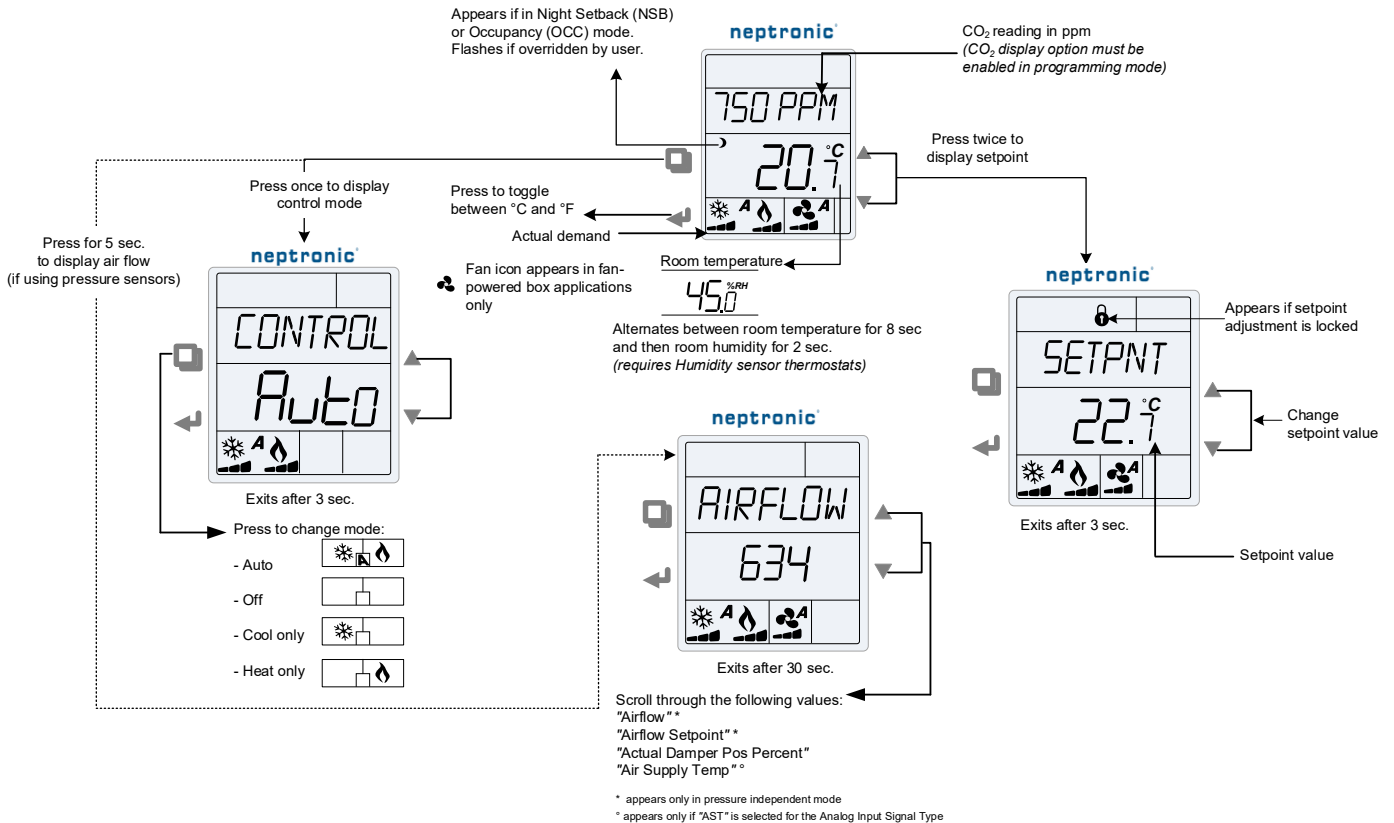 Appears if in Night Setback (NSB)
or Occupancy (OCC) mode.
Flashes if overridden by user.
neptronic®
CO₂ reading in ppm
(CO₂ display option must be
enabled in programming mode)
750 PPM
20.7 °C
A
A
Press twice to
display setpoint
Press once to display
control mode
Press to toggle
between °C and °F
Actual demand
Press for 5 sec.
to display air flow
(if using pressure sensors)
Fan icon appears in fan-
powered box applications
only
Room temperature
45.0 %RH
Alternates between room temperature for 8 sec
and then room humidity for 2 sec.
(requires Humidity sensor thermostats)
neptronic®
CONTROL
Auto
A
Exits after 3 sec.
Press to change mode:
- Auto
A
- Off
- Cool only
- Heat only
neptronic®
AIRFLOW
634
A
A
Exits after 30 sec.
Scroll through the following values:
"Airflow" *
"Airflow Setpoint" *
"Actual Damper Pos Percent"
"Air Supply Temp" °
* appears only in pressure independent mode
° appears only if "AST" is selected for the Analog Input Signal Type
neptronic®
Appears if setpoint
adjustment is locked
SETPNT
22.7 °C
A
A
Change
setpoint value
Exits after 3 sec.
Setpoint value